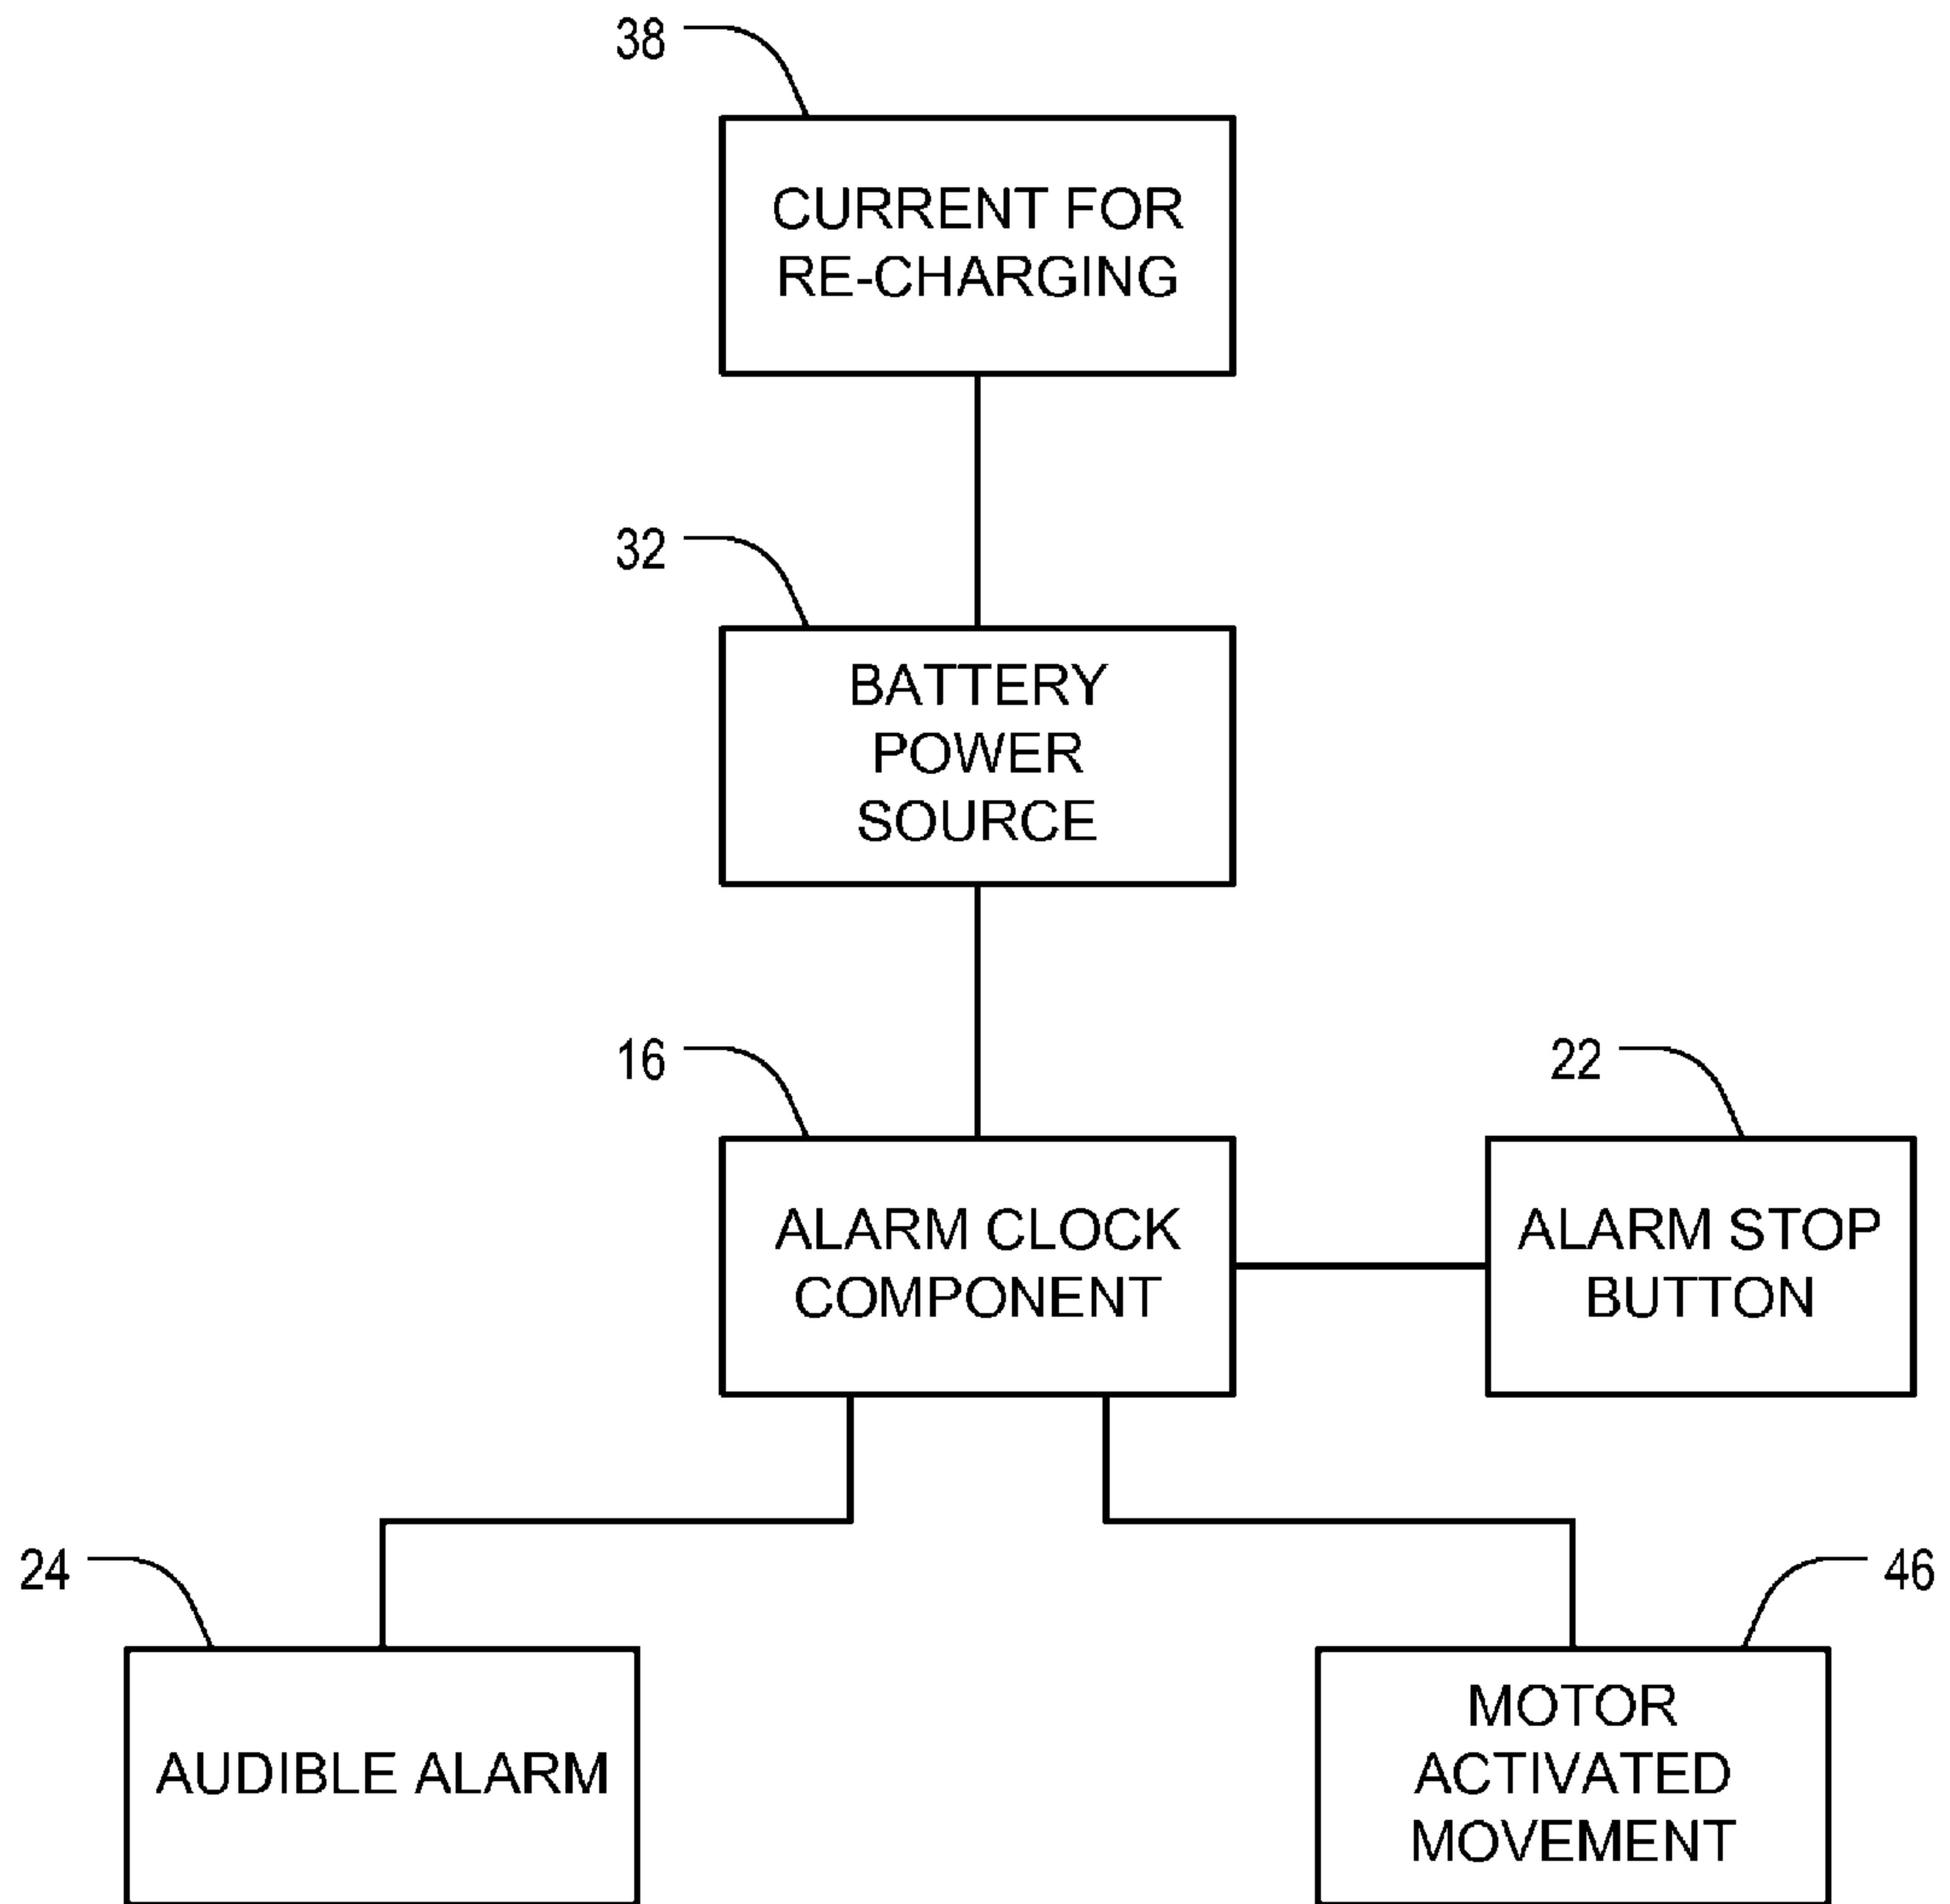 38
CURRENT FOR
RE-CHARGING
32
BATTERY
POWER
SOURCE
16
ALARM CLOCK
COMPONENT
22
ALARM STOP
BUTTON
24
AUDIBLE ALARM
46
MOTOR
ACTIVATED
MOVEMENT